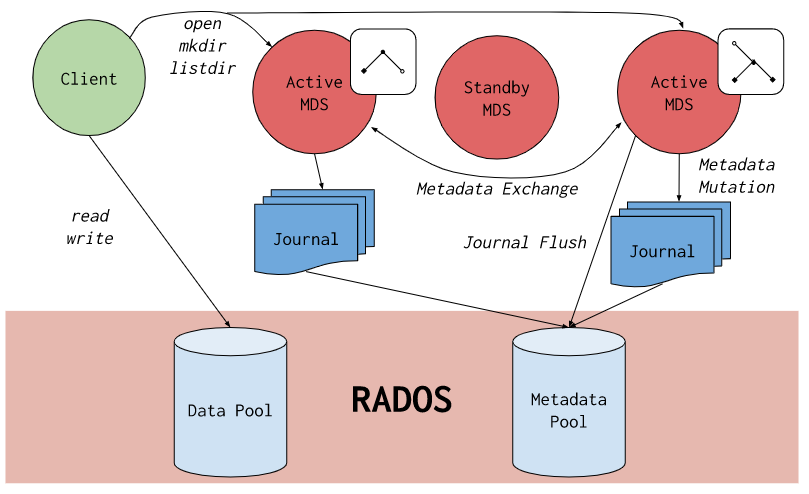 Client
open
mkdir
listdir
Active
MDS
Standby
MDS
Active
MDS
Metadata Exchange
Metadata
Mutation
read
write
Journal
Journal Flush
Journal
Data Pool
RADOS
Metadata
Pool